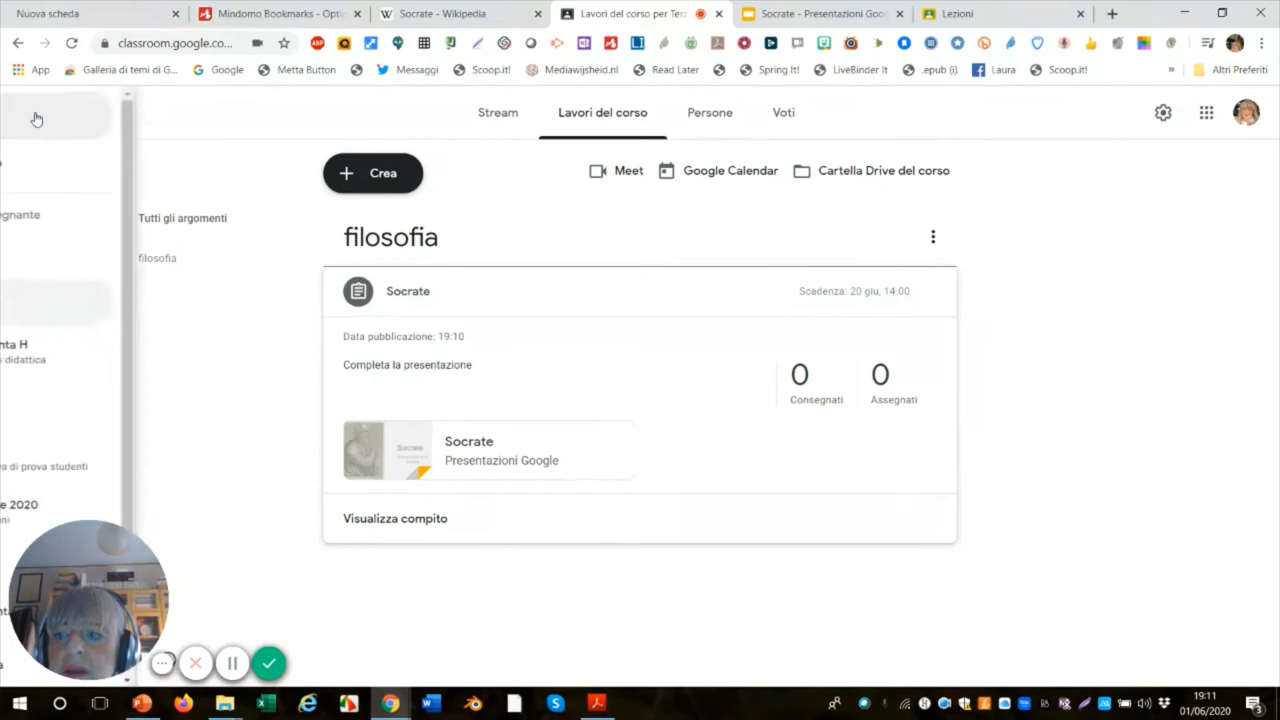 Nuova scheda
Mindomo Bookmarks - Opti
Socrate - Wikipedia
Lavori del corso per Terz
Socrate - Presentazioni Goo
Lezioni
classroom.google.co...
App
Galleria di temi di G...
Google
Metta Button
Messaggi
Scoop.it!
Mediawijsheid.nl
Read Later
Spring It!
LiveBinder It
.epub (i)
Laura
Scoop.it!
»
Altri Preferiti
Stream
Lavori del corso
Persone
Voti
Crea
Meet
Google Calendar
Cartella Drive del corso
egnante
Tutti gli argomenti
filosofia
filosofia
Socrate
Scadenza: 20 giu, 14:00
nta H
e didattica
Data pubblicazione: 19:10
Completa la presentazione
0
Consegnati
0
Assegnati
Socrate
Socrate
Presentazioni Google
va di prova studenti
e 2020
ni
Visualizza compito
19:11
01/06/2020
3